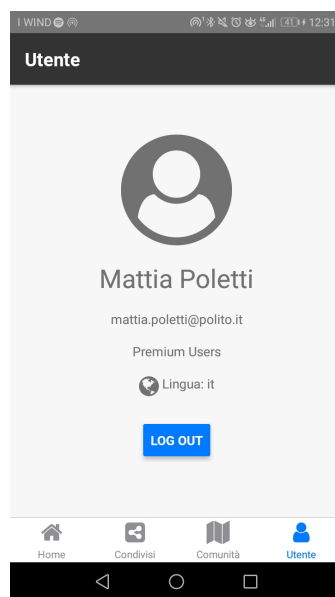 I WIND 41 12:31
Utente
Mattia Poletti
mattia.poletti@polito.it
Premium Users
Lingua: it
LOG OUT
Home Condivisi Comunità Utente